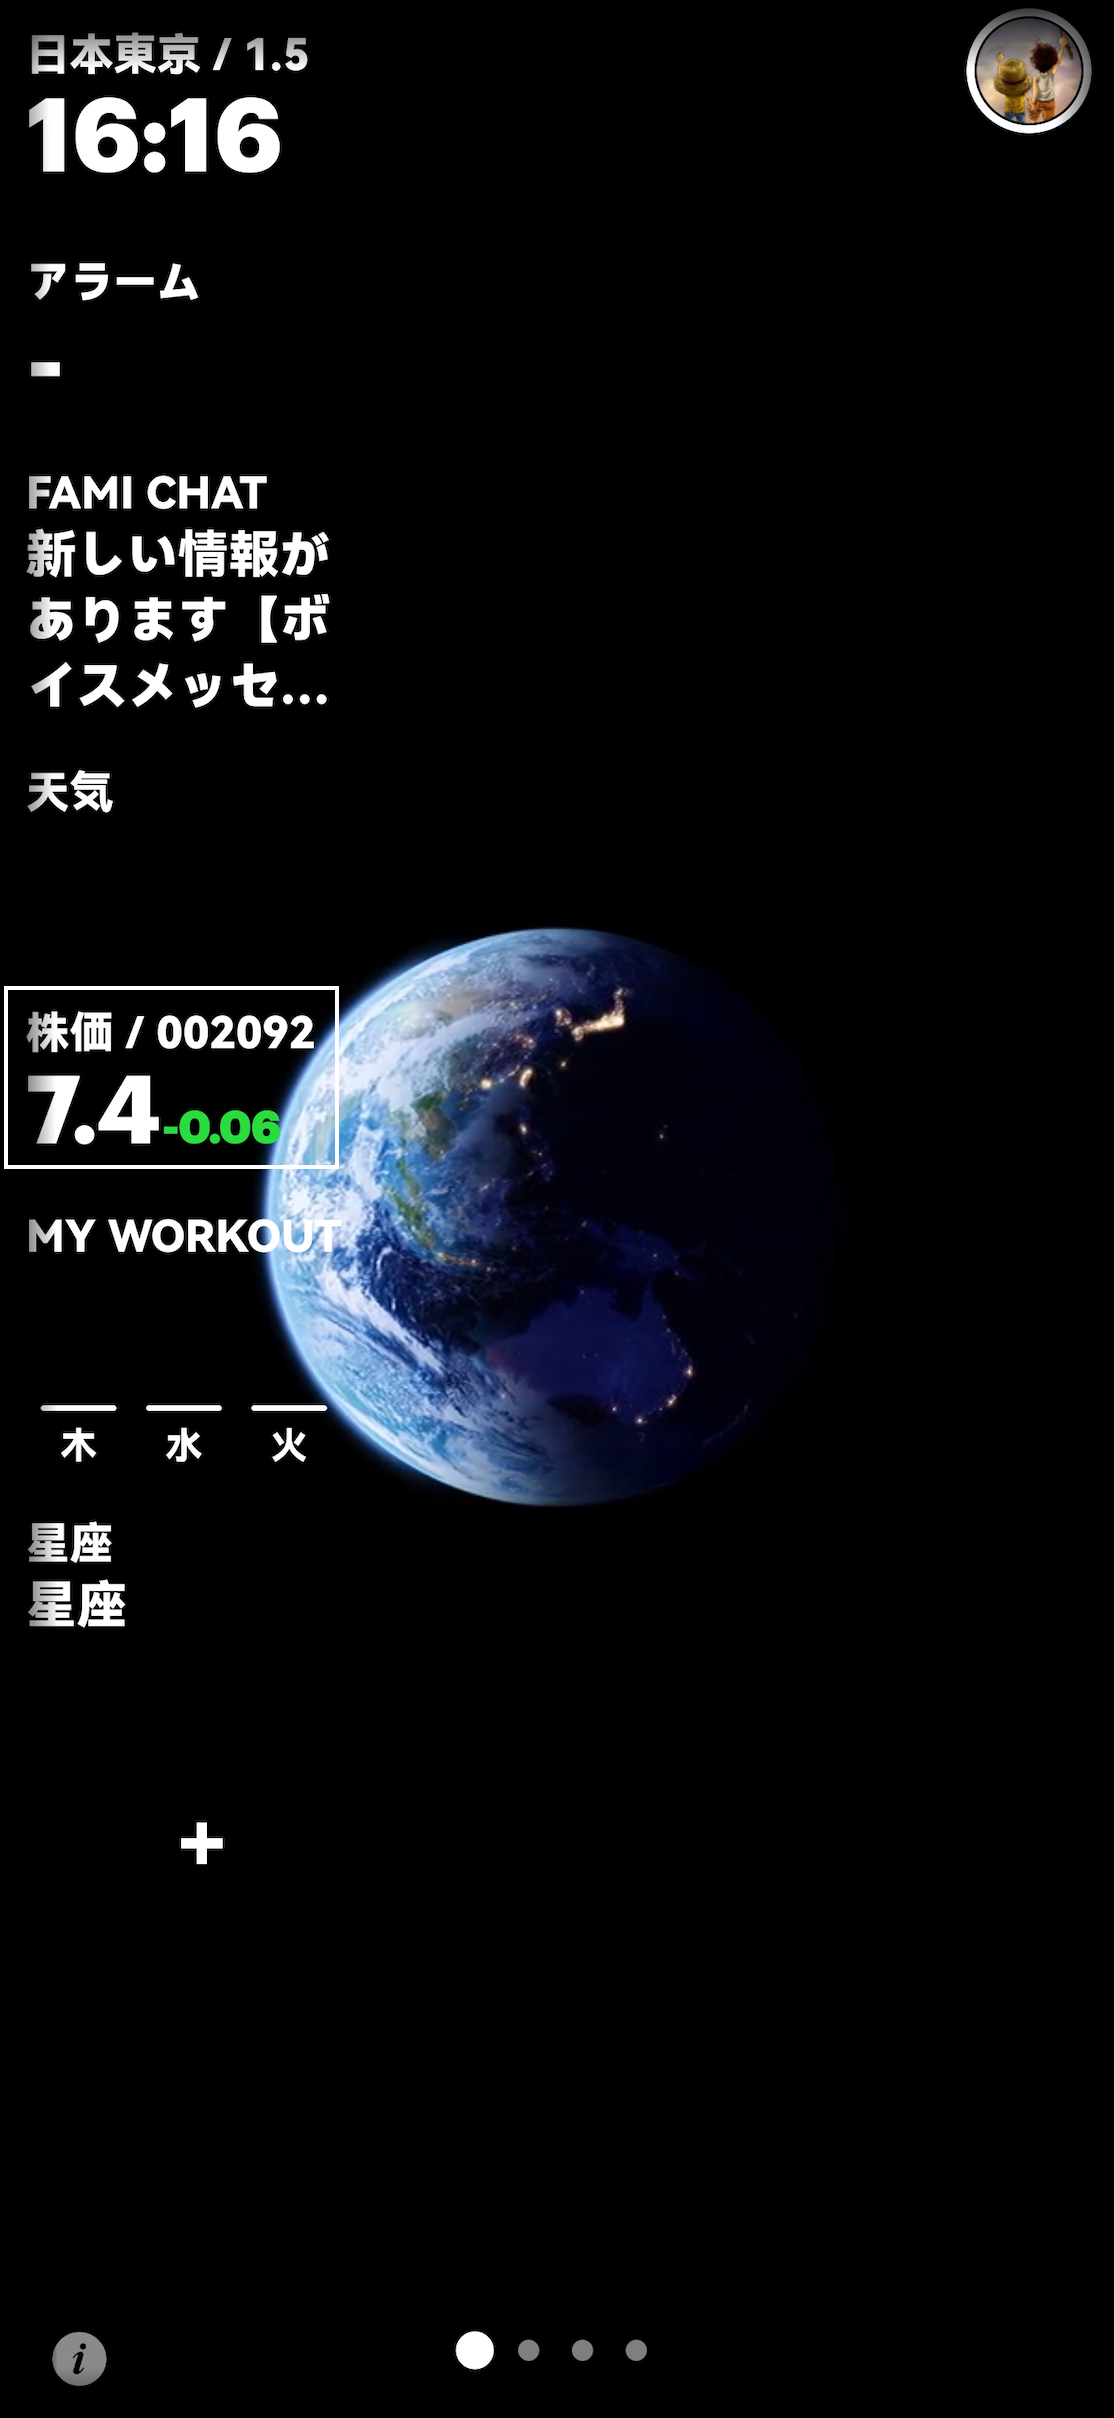 日本東京 / 1.5
16:16
アラーム
-
FAMI CHAT
新しい情報が
あります【ボ
イスメッセ...
天気
株価 / 002092
7.4 -0.06
MY WORKOUT
木 水 火
星座
星座
+
i